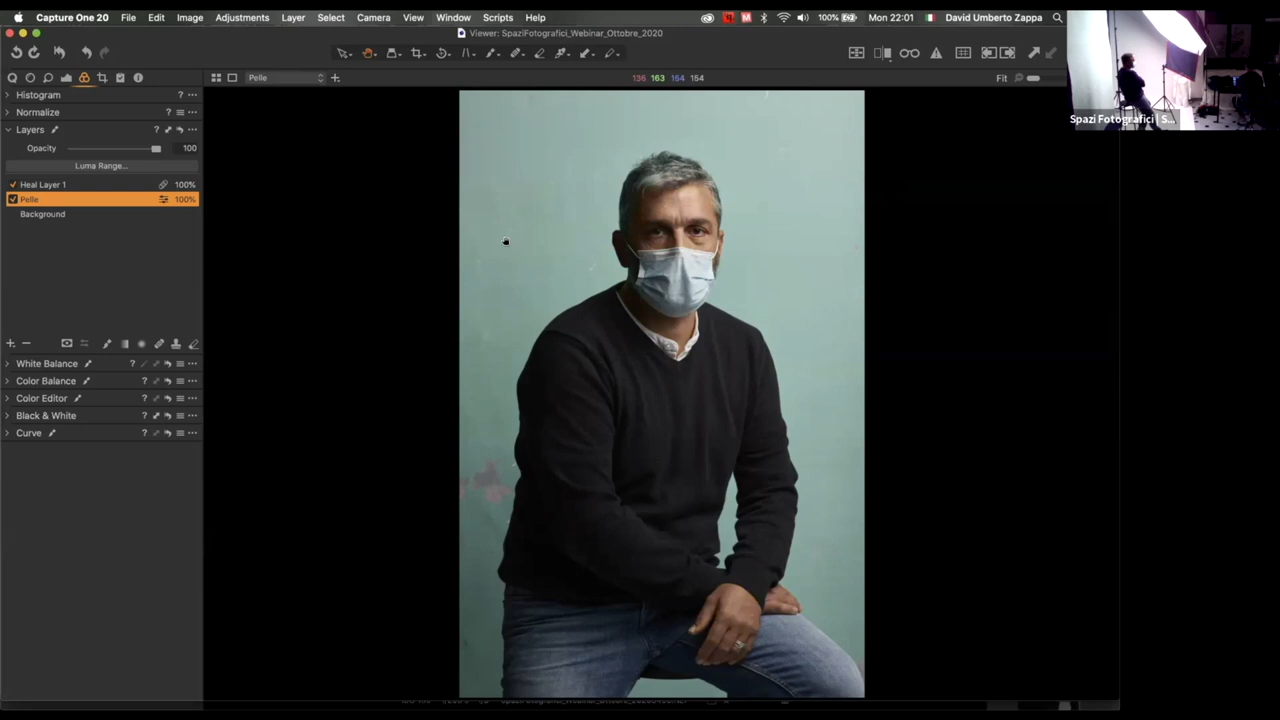 Capture One 20 File Edit Image Adjustments Layer Select Camera View Window Scripts Help 100% Mon 22:01 David Umberto Zappa
Viewer: SpaziFotografici_Webinar_Ottobre_2020
Pelle 136 163 154 154 Fit
Histogram ? ...
Normalize ? ...
Layers ? ...
Opacity 100
Luma Range...
Heal Layer 1 100%
Pelle 100%
Background
White Balance ? ...
Color Balance ? ...
Color Editor ? ...
Black & White ? ...
Curve ? ...
Spazi Fotografici | S...